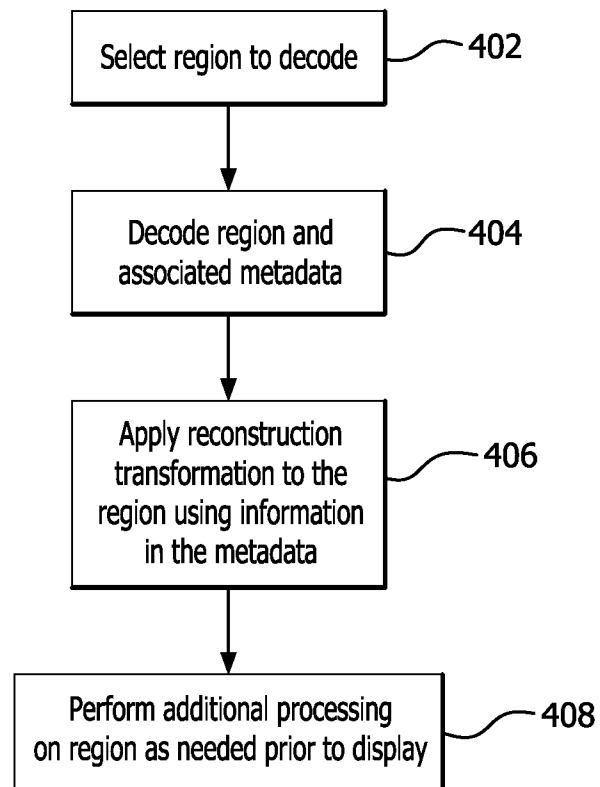 Select region to decode
402
Decode region and
associated metadata
404
Apply reconstruction
transformation to the
region using information
in the metadata
406
Perform additional processing
on region as needed prior to display
408